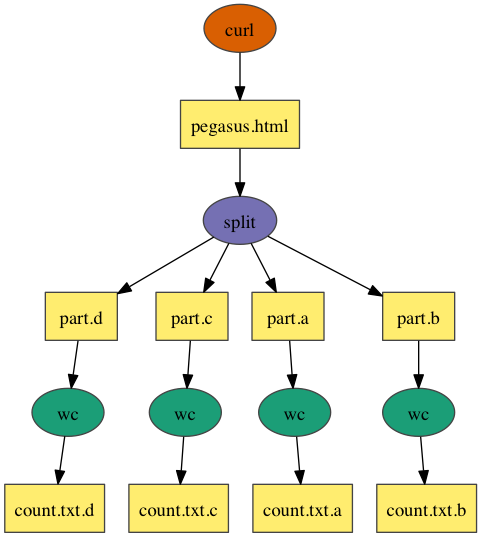 curl
pegasus.html
split
part.d
part.c
part.a
part.b
wc
wc
wc
wc
count.txt.d
count.txt.c
count.txt.a
count.txt.b